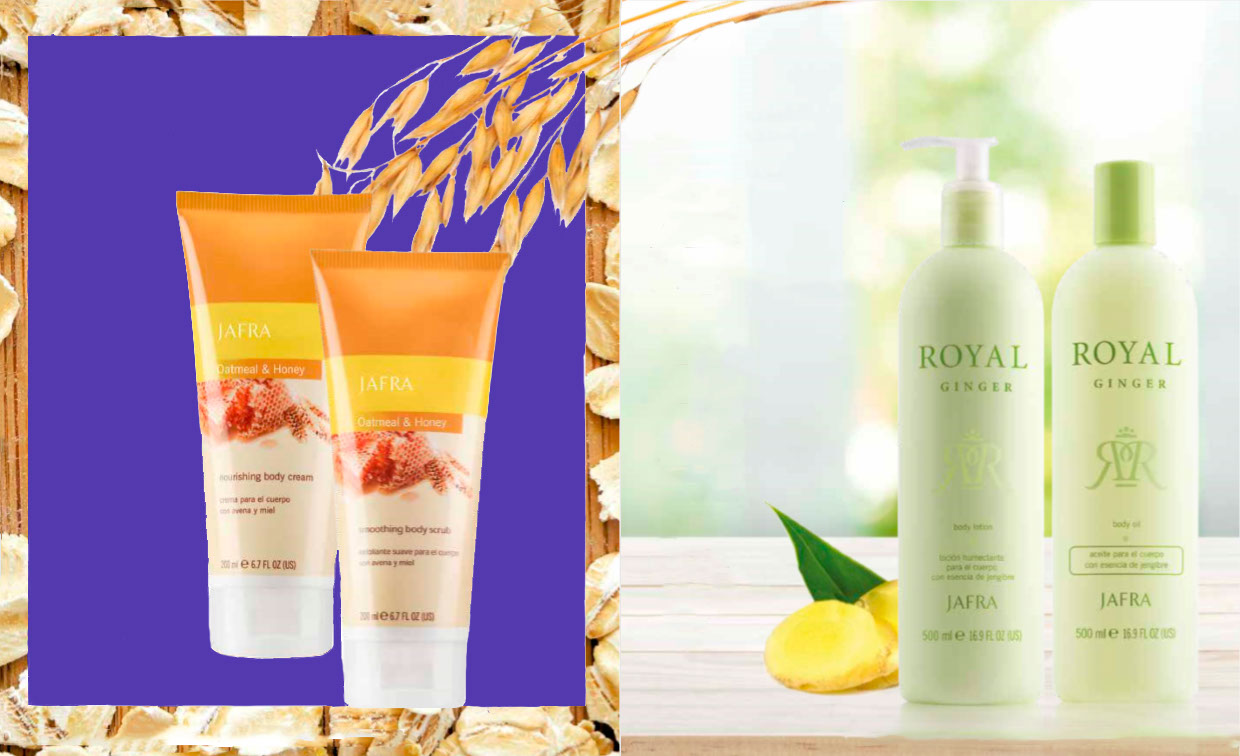 JAFRA
Oatmeal & Honey
nourishing body cream
crema para el cuerpo
con avena y miel
200 ml e 6.7 FL OZ (US)
JAFRA
Oatmeal & Honey
smoothing body scrub
exfoliante suave para el cuerpo
con avena y miel
200 ml e 6.7 FL OZ (US)
ROYAL
GINGER
body lotion
loción humectante
para el cuerpo
con esencia de jengibre
JAFRA
500 ml e 16.9 FL OZ (US)
ROYAL
GINGER
body oil
aceite para el cuerpo
con esencia de jengibre
JAFRA
500 ml e 16.9 FL OZ (US)